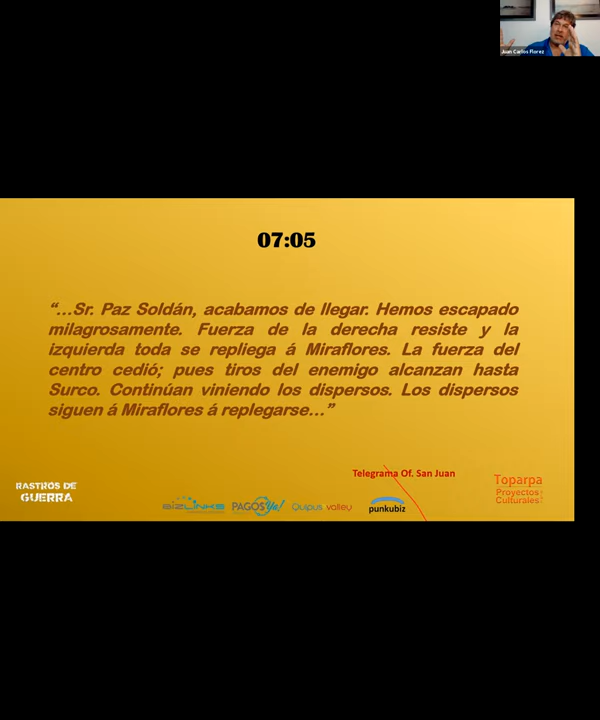 Juan Carlos Florez
07:05
“...Sr. Paz Soldán, acabamos de llegar. Hemos escapado
milagrosamente. Fuerza de la derecha resiste y la
izquierda toda se repliega á Miraflores. La fuerza del
centro cedió; pues tiros del enemigo alcanzan hasta
Surco. Continúan viniendo los dispersos. Los dispersos
siguen á Miraflores á replegarse...”
Telegrama Of. San Juan
RASTROS DE
GUERRA
BIZLINKS
PAGOS Ya!
Quipus valley
punkubiz
Toparpa
Proyectos
Culturales